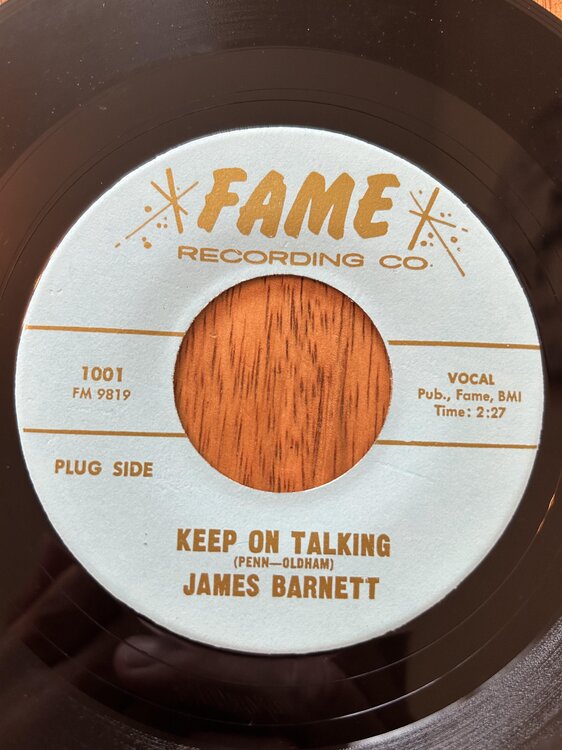 FAME
RECORDING CO.
1001
FM 9819
VOCAL
Pub., Fame, BMI
Time: 2:27
PLUG SIDE
KEEP ON TALKING
(PENN—OLDHAM)
JAMES BARNETT